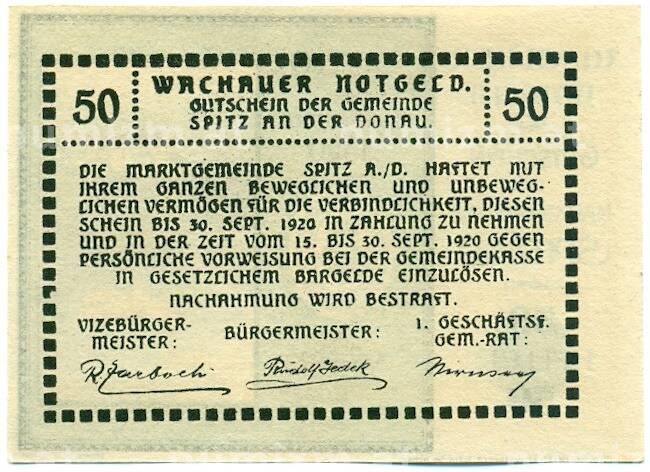 50 WACHAUER NOTGELD. 50
GUTSCHEIN DER GEMEINDE
SPITZ AN DER DONAU.
DIE MARKTGEMEINDE SPITZ A./D. HAFTET MIT
IHREM GANZEN BEWEGLICHEN UND UNBEWEG-
LICHEN VERMÖGEN FÜR DIE VERBINDLICHKEIT, DIESEN
SCHEIN BIS 30. SEPT. 1920 IN ZAHLUNG ZU NEHMEN
UND IN DER ZEIT VOM 15. BIS 30. SEPT. 1920 GEGEN
PERSÖNLICHE VORWEISUNG BEI DER GEMEINDEKASSE
IN GESETZLICHEM BARGELDE EINZULÖSEN.
NACHAHMUNG WIRD BESTRAFT.
VIZEBÜRGER-
MEISTER:
BÜRGERMEISTER:
1. GESCHÄFTSF.
GEM.-RAT:
Rudolf Jedek